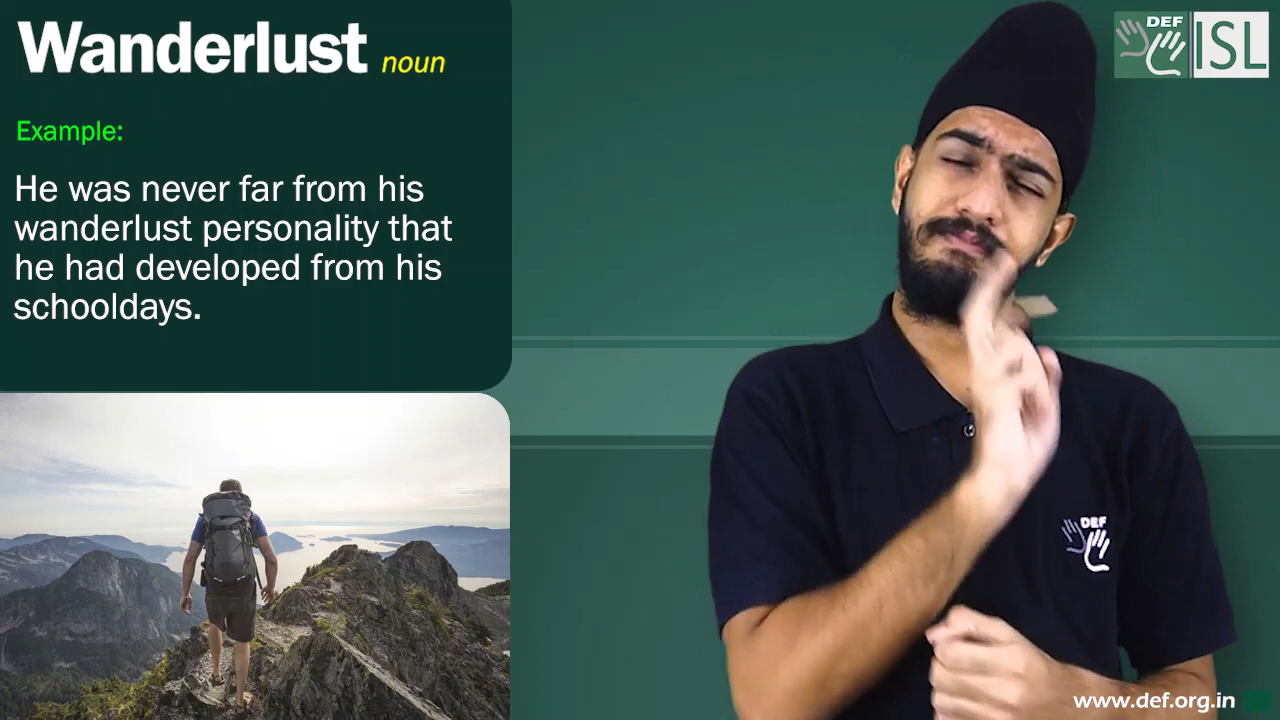 Wanderlust noun
Example:
He was never far from his
wanderlust personality that
he had developed from his
schooldays.
DEF
ISL
DEF
www.def.org.in